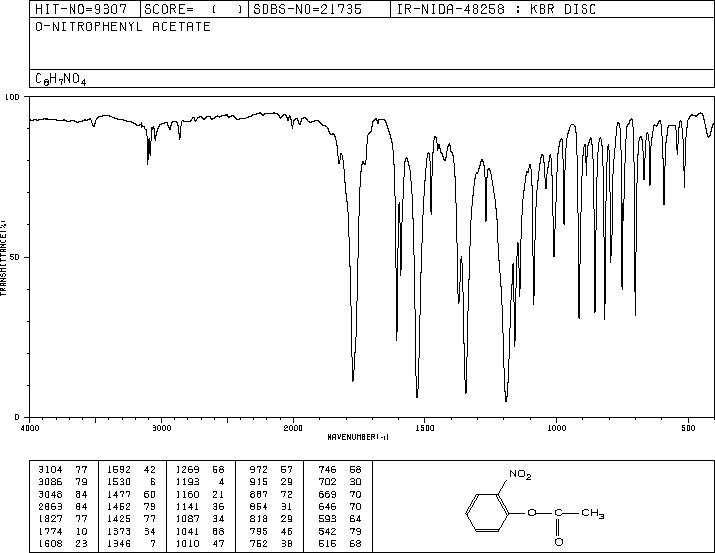 HIT-NO=9307 SCORE= ( ) SDBS-NO=21735 IR-NIDA-48258 : KBR DISC
O-NITROPHENYL ACETATE
C8H7NO4
100
50
0
TRANSMITTANCE(%)
4000 3000 2000 1500 1000 500
WAVENUMBER(-1)
3104 77 1592 42 1269 58 972 57 746 68
3086 79 1530 6 1193 4 915 29 702 30
3048 84 1477 60 1160 21 887 72 669 70
2863 84 1452 79 1141 36 854 31 646 70
1827 77 1425 77 1087 34 818 29 593 64
1774 10 1373 34 1041 68 795 46 542 79
1608 23 1346 7 1010 47 752 38 516 68
NO2
O C CH3
O